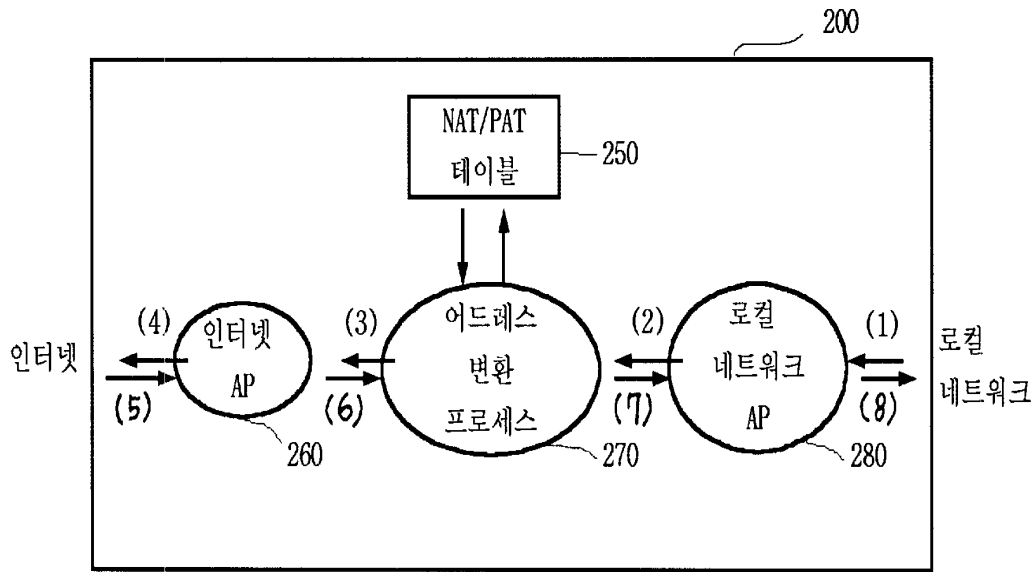 200
NAT/PAT
테이블
250
(4)
인터넷
AP
(3)
어드레스
변환
프로세스
(2)
로컬
네트워크
AP
(1)
인터넷
로컬
네트워크
(5)
(6)
(7)
(8)
260
270
280